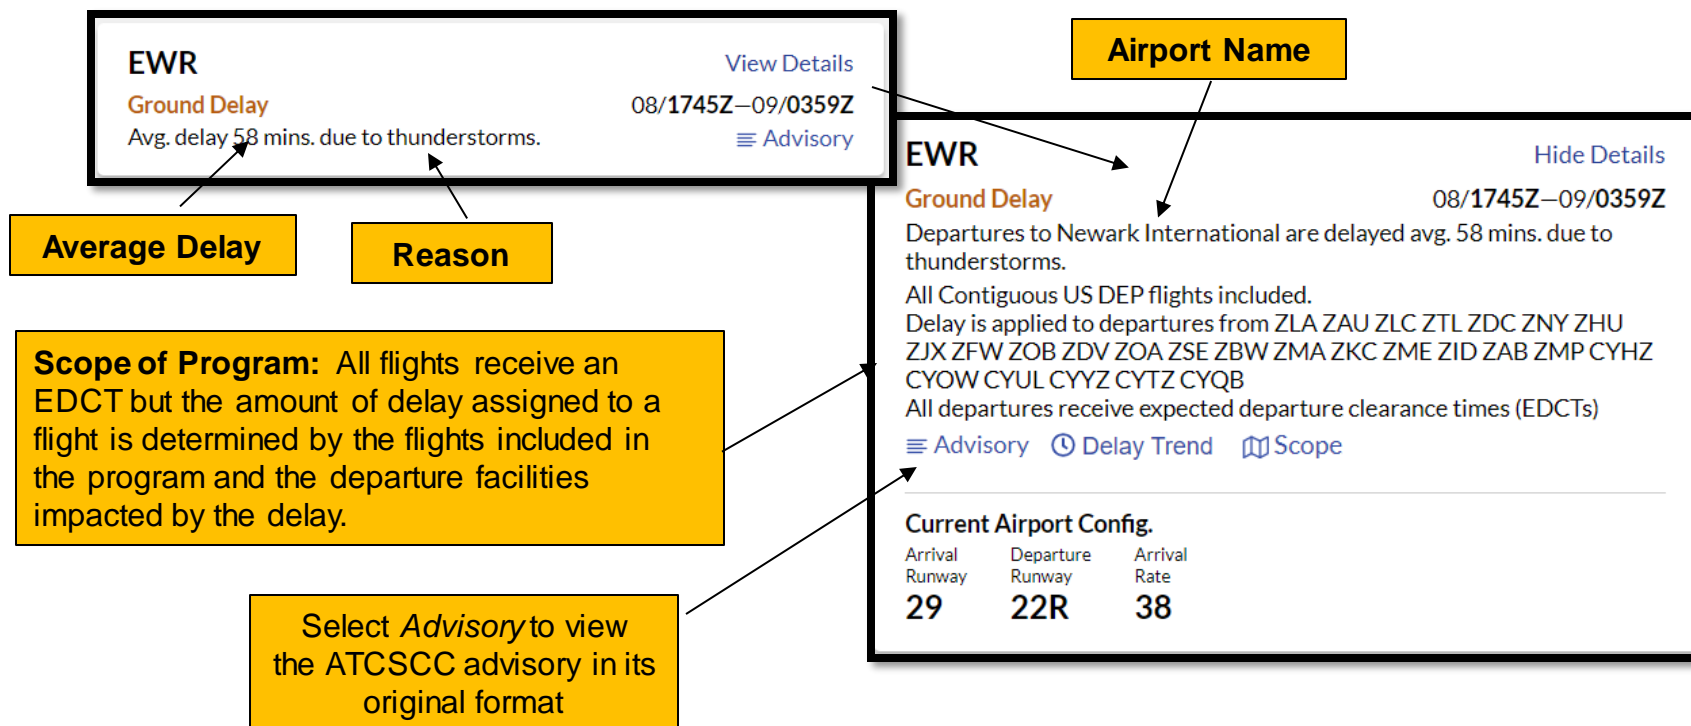 EWR
View Details
Ground Delay
08/1745Z—09/0359Z
Avg. delay 58 mins. due to thunderstorms.
Advisory
Average Delay
Reason
Airport Name
EWR
Hide Details
Ground Delay
08/1745Z—09/0359Z
Departures to Newark International are delayed avg. 58 mins. due to
thunderstorms.
All Contiguous US DEP flights included.
Delay is applied to departures from ZLA ZAU ZLC ZTL ZDC ZNY ZHU
ZJX ZFW ZOB ZDV ZOA ZSE ZBW ZMA ZKC ZME ZID ZAB ZMP CYHZ
CYOW CYUL CYYZ CYTZ CYQB
All departures receive expected departure clearance times (EDCTs)
Advisory
Delay Trend
Scope
Current Airport Config.
Arrival
Runway
29
Departure
Runway
22R
Arrival
Rate
38
Scope of Program: All flights receive an
EDCT but the amount of delay assigned to a
flight is determined by the flights included in
the program and the departure facilities
impacted by the delay.
Select Advisory to view
the ATCSCC advisory in its
original format